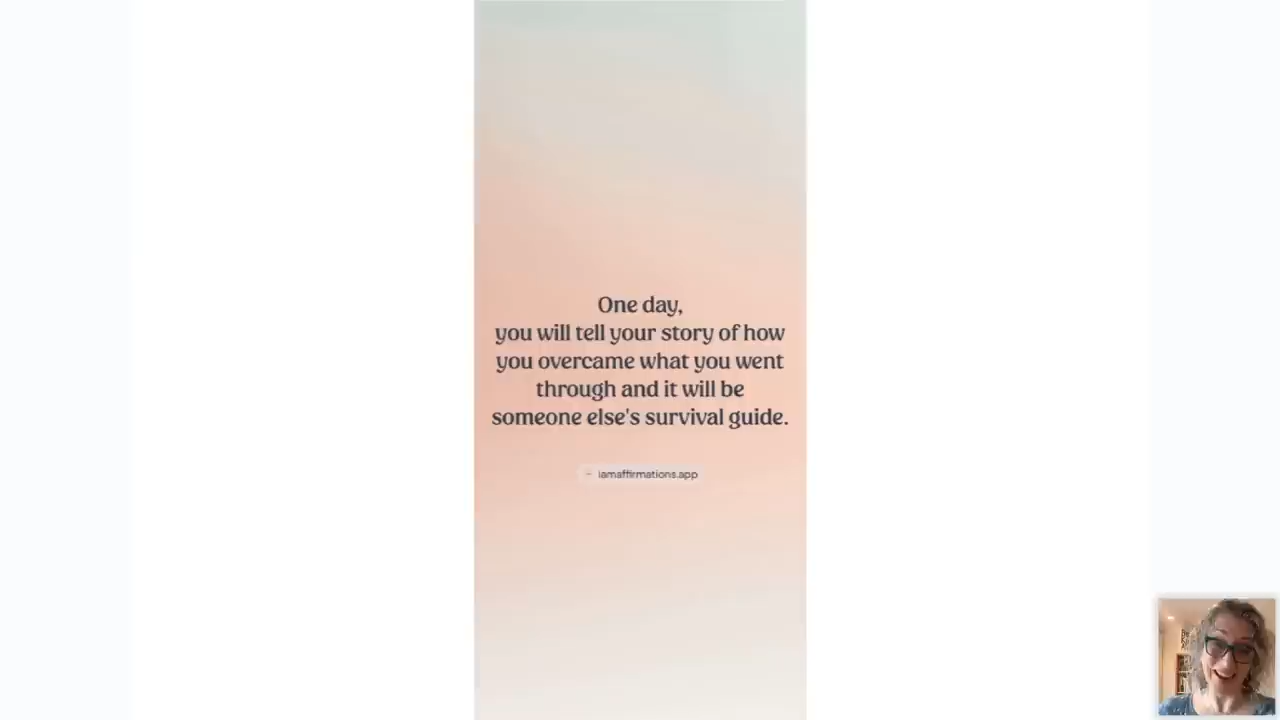 One day,
you will tell your story of how
you overcame what you went
through and it will be
someone else's survival guide.
iamaffirmations.app